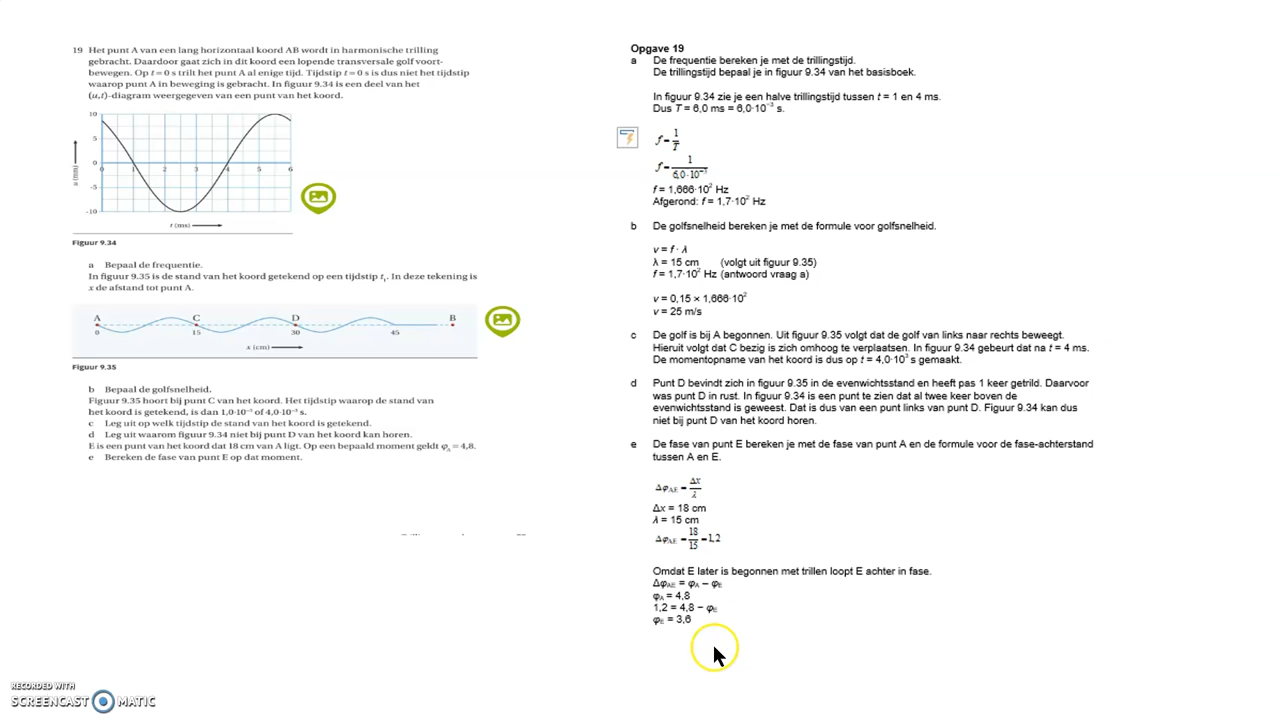 19 Het punt A van een lang horizontaal koord AB wordt in harmonische trilling
gebracht. Daardoor gaat zich in dit koord een lopende transversale golf voort-
bewegen. Op t = 0 s trilt het punt A al enige tijd. Tijdstip t = 0 s is dus niet het tijdstip
waarop punt A in beweging is gebracht. In figuur 9.34 is een deel van het
(u,t)-diagram weergegeven van een punt van het koord.
10
5
0
-5
-10
u (mm)
0 1 2 3 4 5 6
t (ms)
Figuur 9.34
a Bepaal de frequentie.
In figuur 9.35 is de stand van het koord getekend op een tijdstip t₁. In deze tekening is
x de afstand tot punt A.
A C D B
0 15 30 45
x (cm)
Figuur 9.35
b Bepaal de golfsnelheid.
Figuur 9.35 hoort bij punt C van het koord. Het tijdstip waarop de stand van
het koord is getekend, is dan 1,0·10⁻³ of 4,0·10⁻³ s.
c Leg uit op welk tijdstip de stand van het koord is getekend.
d Leg uit waarom figuur 9.34 niet bij punt D van het koord kan horen.
E is een punt van het koord dat 18 cm van A ligt. Op een bepaald moment geldt φA = 4,8.
e Bereken de fase van punt E op dat moment.
Opgave 19
a De frequentie bereken je met de trillingstijd.
De trillingstijd bepaal je in figuur 9.34 van het basisboek.
In figuur 9.34 zie je een halve trillingstijd tussen t = 1 en 4 ms.
Dus T = 6,0 ms = 6,0·10⁻³ s.
f = 1/T
f = 1/6,0·10⁻³
f = 1,666·10² Hz
Afgerond: f = 1,7·10² Hz
b De golfsnelheid bereken je met de formule voor golfsnelheid.
v = f · λ
λ = 15 cm (volgt uit figuur 9.35)
f = 1,7·10² Hz (antwoord vraag a)
v = 0,15 × 1,666·10²
v = 25 m/s
c De golf is bij A begonnen. Uit figuur 9.35 volgt dat de golf van links naar rechts beweegt.
Hieruit volgt dat C bezig is zich omhoog te verplaatsen. In figuur 9.34 gebeurt dat na t = 4 ms.
De momentopname van het koord is dus op t = 4,0·10³ s gemaakt.
d Punt D bevindt zich in figuur 9.35 in de evenwichtsstand en heeft pas 1 keer getrild. Daarvoor
was punt D in rust. In figuur 9.34 is een punt te zien dat al twee keer boven de
evenwichtsstand is geweest. Dat is dus van een punt links van punt D. Figuur 9.34 kan dus
niet bij punt D van het koord horen.
e De fase van punt E bereken je met de fase van punt A en de formule voor de fase-achterstand
tussen A en E.
ΔφAE = Δx/λ
Δx = 18 cm
λ = 15 cm
ΔφAE = 18/15 = 1,2
Omdat E later is begonnen met trillen loopt E achter in fase.
ΔφAE = φA − φE
φA = 4,8
1,2 = 4,8 − φE
φE = 3,6
RECORDED WITH
SCREENCAST MATIC